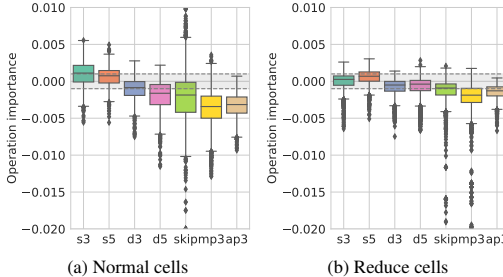 0.010
0.005
0.000
−0.005
−0.010
−0.015
−0.020
Operation importance
s3 s5 d3 d5 skip mp3 ap3
(a) Normal cells
0.010
0.005
0.000
−0.005
−0.010
−0.015
−0.020
Operation importance
s3 s5 d3 d5 skip mp3 ap3
(b) Reduce cells